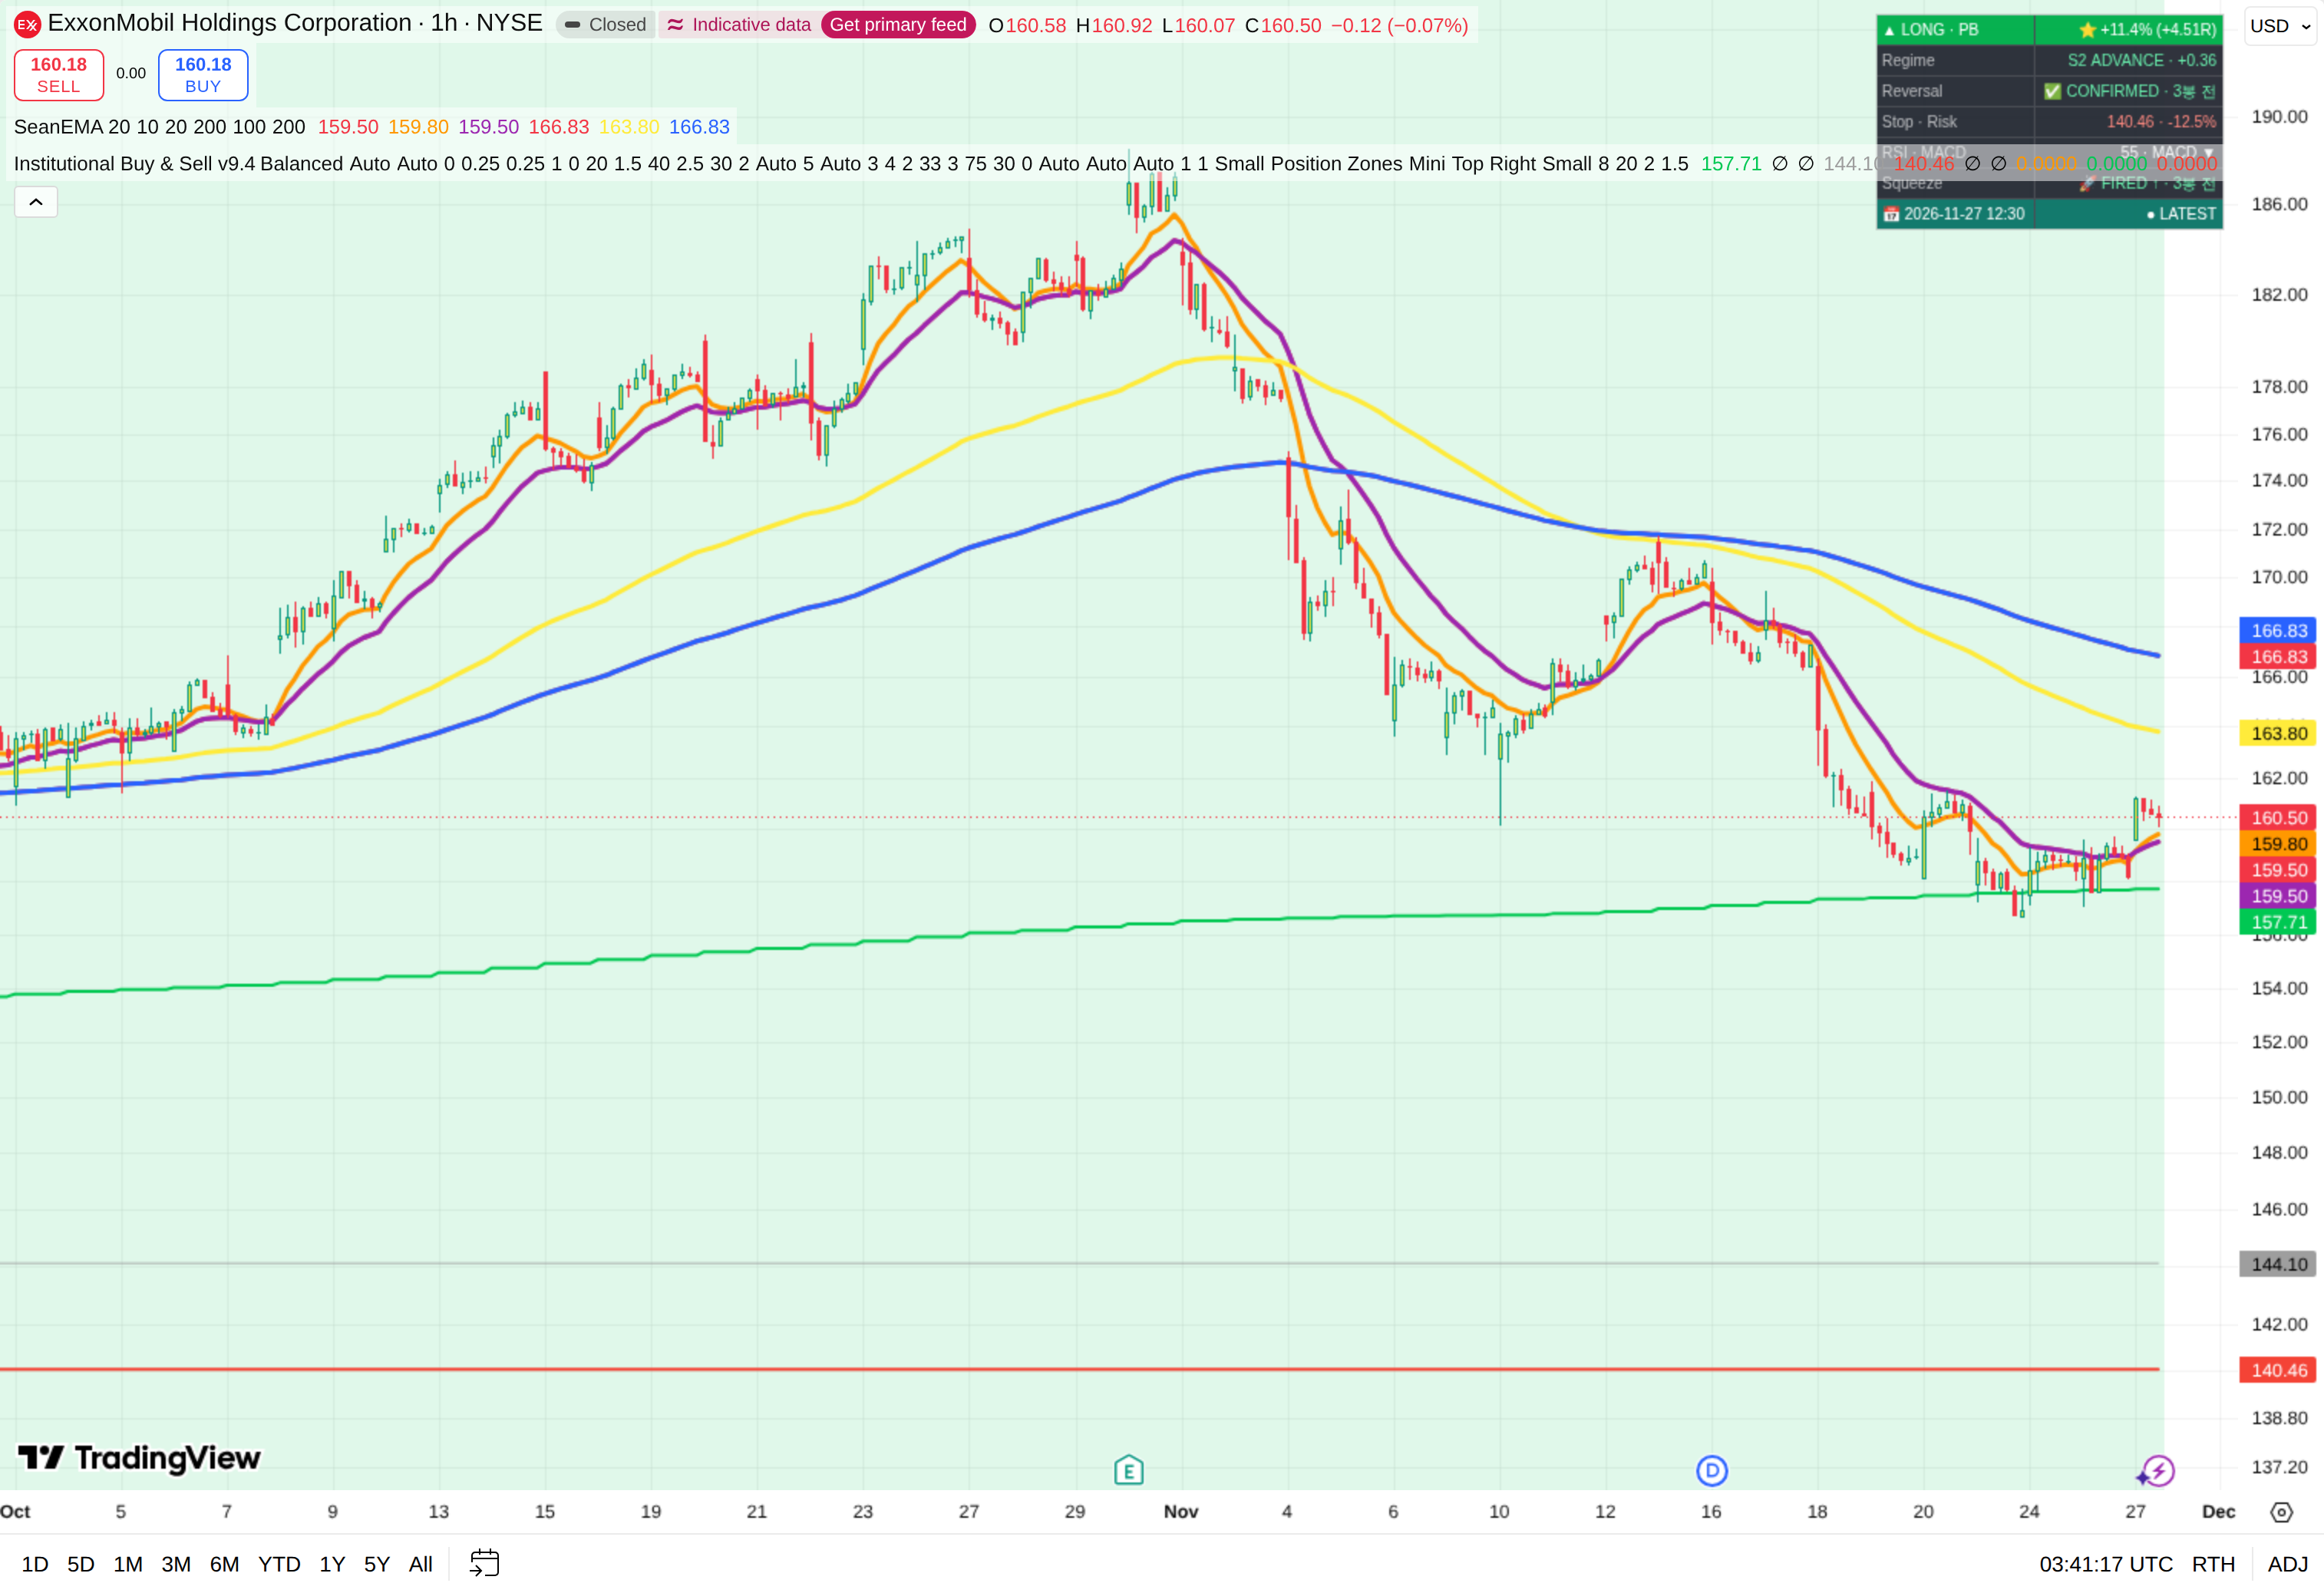 ExxonMobil Holdings Corporation · 1h · NYSE Closed Indicative data Get primary feed O160.58 H160.92 L160.07 C160.50 −0.12 (−0.07%)
160.18 SELL 0.00 160.18 BUY
SeanEMA 20 10 20 200 100 200 159.50 159.80 159.50 166.83 163.80 166.83
Institutional Buy & Sell v9.4 Balanced Auto Auto 0 0.25 0.25 1 0 20 1.5 40 2.5 30 2 Auto 5 Auto 3 4 2 33 3 75 30 0 Auto Auto Auto 1 1 Small Position Zones Mini Top Right Small 8 20 2 1.5 157.71 ∅ ∅ 144.10 140.46 ∅ ∅ 0.0000 0.0000 0.0000
▲ LONG · PB ⭐ +11.4% (+4.51R)
Regime S2 ADVANCE · +0.36
Reversal ✅ CONFIRMED · 3봉 전
Stop · Risk 140.46 · -12.5%
RSI · MACD 55 · MACD ▼
Squeeze 🚀 FIRED ↑ · 3봉 전
📅 2026-11-27 12:30 ● LATEST
USD
190.00
186.00
182.00
178.00
176.00
174.00
172.00
170.00
166.83
166.83
166.00
163.80
162.00
160.50
159.80
159.50
159.50
157.71
156.00
154.00
152.00
150.00
148.00
146.00
144.10
142.00
140.46
138.80
137.20
TradingView
E
D
Oct 5 7 9 13 15 19 21 23 27 29 Nov 4 6 10 12 16 18 20 24 27 Dec
1D 5D 1M 3M 6M YTD 1Y 5Y All 03:41:17 UTC RTH ADJ